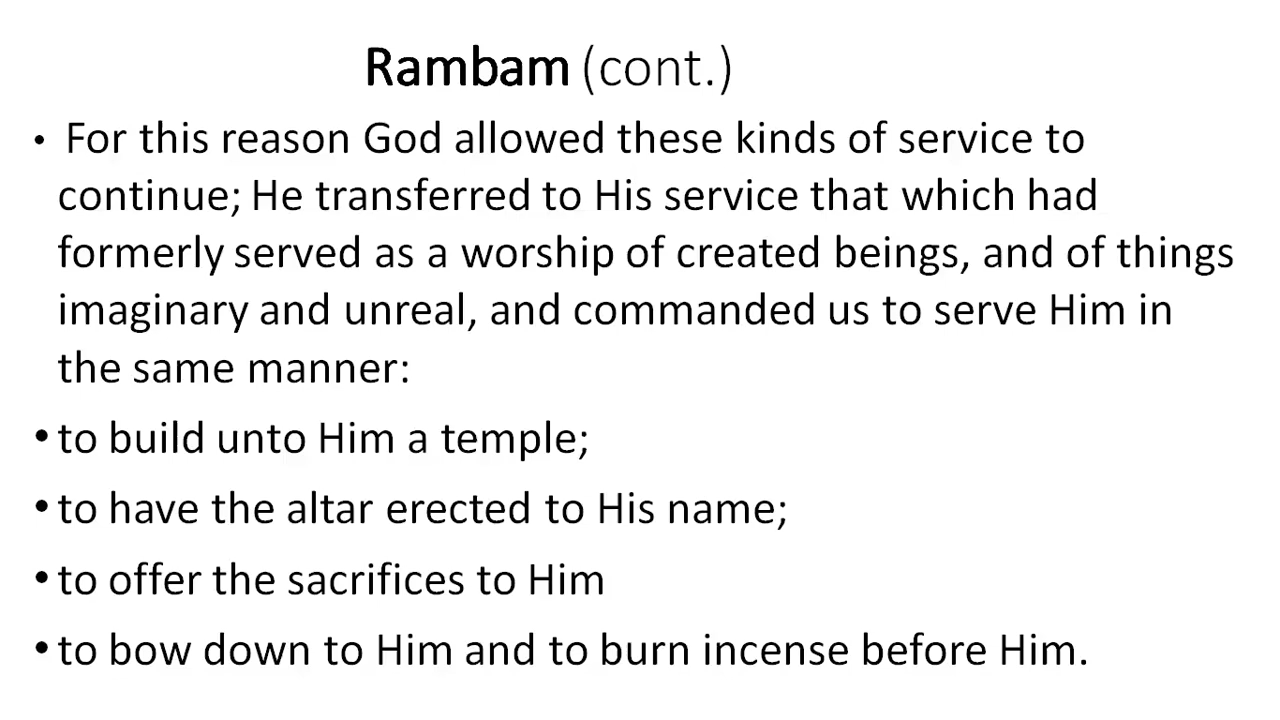 Rambam (cont.)
• For this reason God allowed these kinds of service to
continue; He transferred to His service that which had
formerly served as a worship of created beings, and of things
imaginary and unreal, and commanded us to serve Him in
the same manner:
• to build unto Him a temple;
• to have the altar erected to His name;
• to offer the sacrifices to Him
• to bow down to Him and to burn incense before Him.